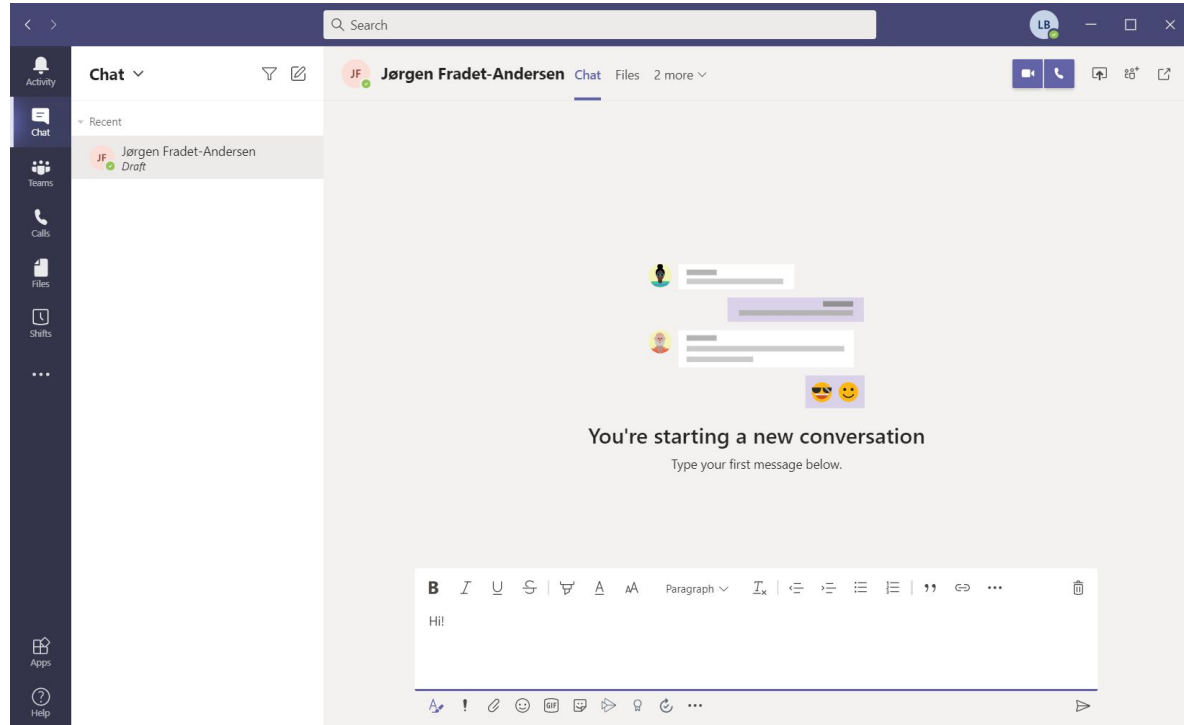 Search
LB
Activity
Chat
Teams
Calls
Files
Shifts
Apps
Help
Chat
Recent
JF
Jørgen Fradet-Andersen
Draft
JF Jørgen Fradet-Andersen Chat Files 2 more
You're starting a new conversation
Type your first message below.
B I U S A AA Paragraph Ix
Hi!
A ! GIF